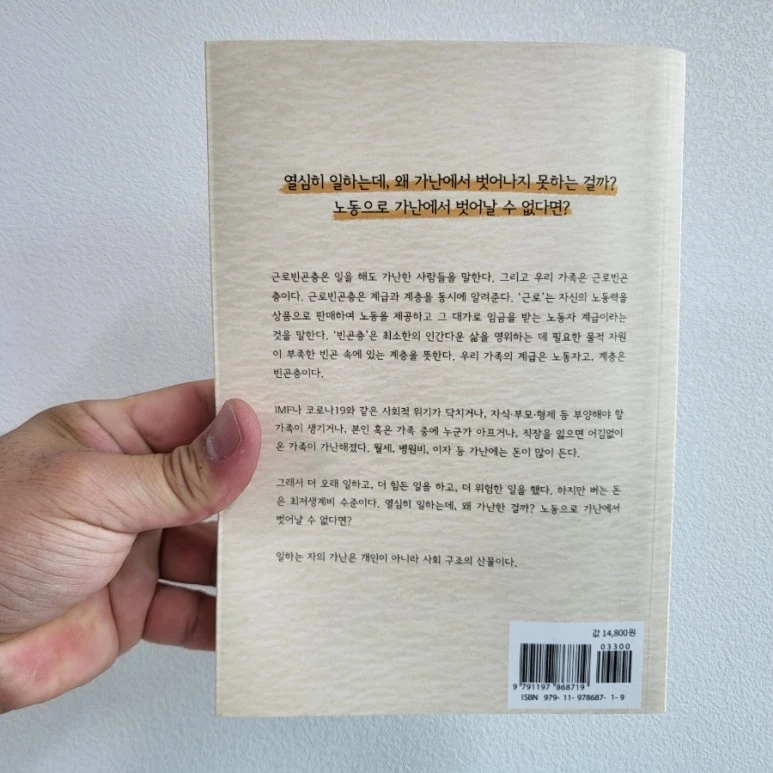 열심히 일하는데, 왜 가난에서 벗어나지 못하는 걸까?
노동으로 가난에서 벗어날 수 없다면?
근로빈곤층은 일을 해도 가난한 사람들을 말한다. 그리고 우리 가족은 근로빈곤
층이다. 근로빈곤층은 계급과 계층을 동시에 알려준다. ‘근로’는 자신의 노동력을
상품으로 판매하여 노동을 제공하고 그 대가로 임금을 받는 노동자 계급이라는
것을 말한다. ‘빈곤층’은 최소한의 인간다운 삶을 영위하는 데 필요한 물적 자원
이 부족한 빈곤 속에 있는 계층을 뜻한다. 우리 가족의 계급은 노동자고, 계층은
빈곤층이다.
IMF나 코로나19와 같은 사회적 위기가 닥치거나, 자식·부모·형제 등 부양해야 할
가족이 생기거나, 본인 혹은 가족 중에 누군가 아프거나, 직장을 잃으면 어김없이
온 가족이 가난해졌다. 월세, 병원비, 이자 등 가난에는 돈이 많이 든다.
그래서 더 오래 일하고, 더 힘든 일을 하고, 더 위험한 일을 했다. 하지만 버는 돈
은 최저생계비 수준이다. 열심히 일하는데, 왜 가난한 걸까? 노동으로 가난에서
벗어날 수 없다면?
일하는 자의 가난은 개인이 아니라 사회 구조의 산물이다.
값 14,800원
03300
9 791197 868719
ISBN 979-11-978687-1-9